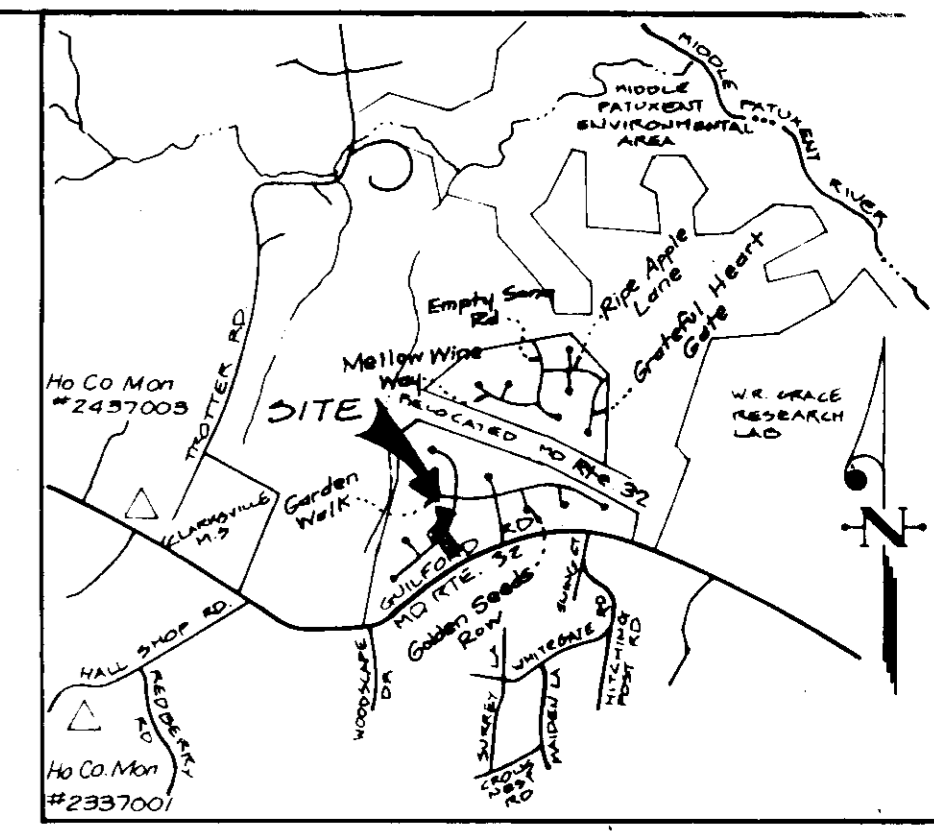 MIDDLE
PATUXENT
RIVER
MIDDLE
PATUXENT
ENVIRONMENTAL
AREA
Ripe Apple
Lane
Grateful Heart
Gate
Empty Song
Rd
Mellow Wine
Way
RELOCATED MD Rte 32
W.R. GRACE
RESEARCH
LAB
TROTTER RD
Ho Co Mon
#2437003
SITE
Garden
Walk
CLARKSVILLE
M.S
N
GUILFORD RD
MD RTE. 32
Golden Seeds
Row
HALL SHOP RD.
REDBERRY
RD
WOODSCAPE
DR
SURREY LA
WHITEGATE RD
MAIDEN LA
HITCHING
POST RD
CROWS
NEST
RD
Ho Co. Mon
#2337001